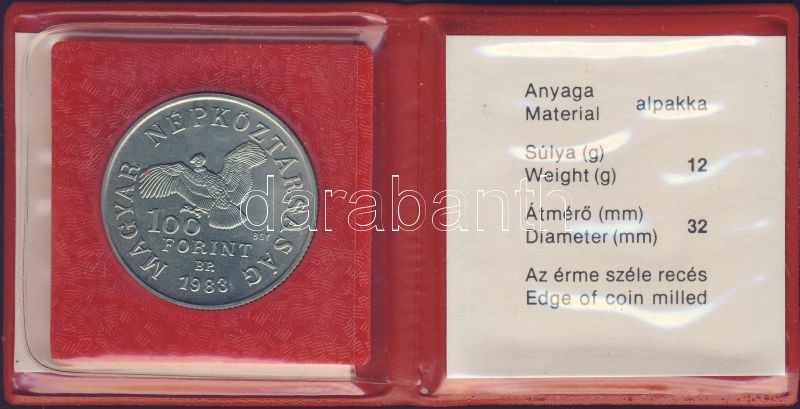 MAGYAR NÉPKÖZTÁRSASÁG
100
FORINT
BGY
BP.
1983
darabanth
Anyaga
Material alpakka
Súlya (g)
Weight (g) 12
Átmérő (mm)
Diameter (mm) 32
Az érme széle recés
Edge of coin milled